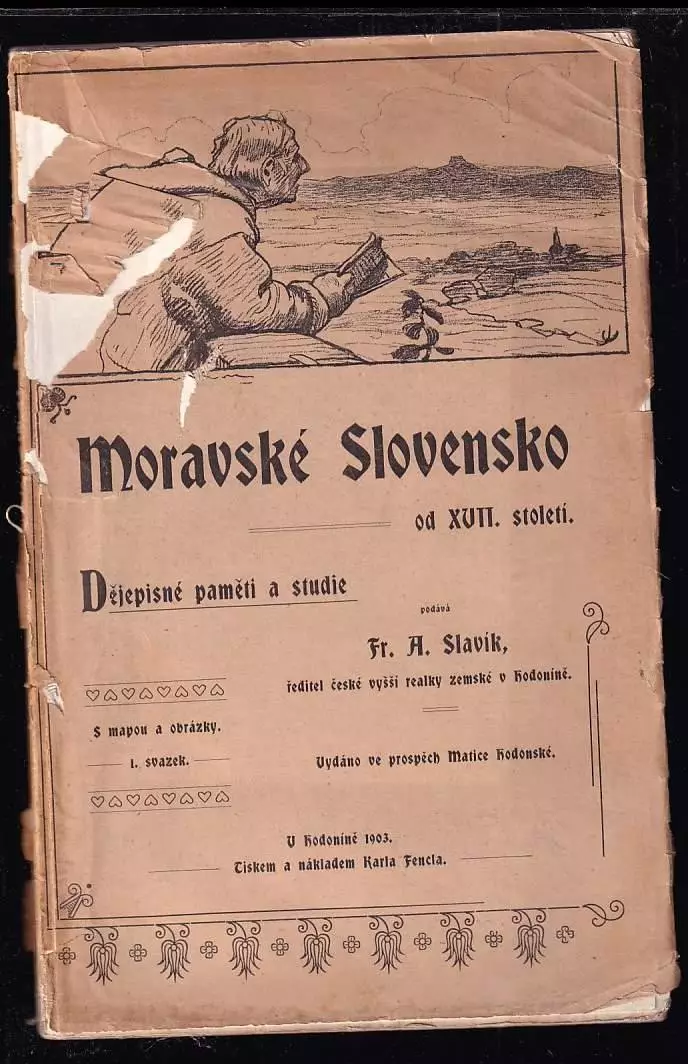 Moravské Slovensko
od XVII. století.
Dějepisné paměti a studie
podává
Fr. A. Slavík,
ředitel české vyšší realky zemské v Hodoníně.
S mapou a obrázky.
I. svazek.
Vydáno ve prospěch Matice Hodonské.
V Hodoníně 1903.
Tiskem a nákladem Karla Fencla.